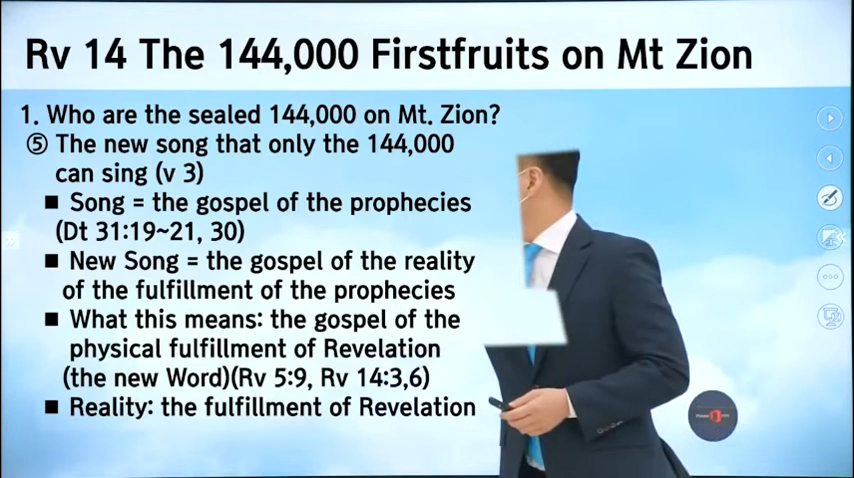 Rv 14 The 144,000 Firstfruits on Mt Zion
1. Who are the sealed 144,000 on Mt. Zion?
⑤ The new song that only the 144,000
can sing (v 3)
■ Song = the gospel of the prophecies
(Dt 31:19~21, 30)
■ New Song = the gospel of the reality
of the fulfillment of the prophecies
■ What this means: the gospel of the
physical fulfillment of Revelation
(the new Word)(Rv 5:9, Rv 14:3,6)
■ Reality: the fulfillment of Revelation